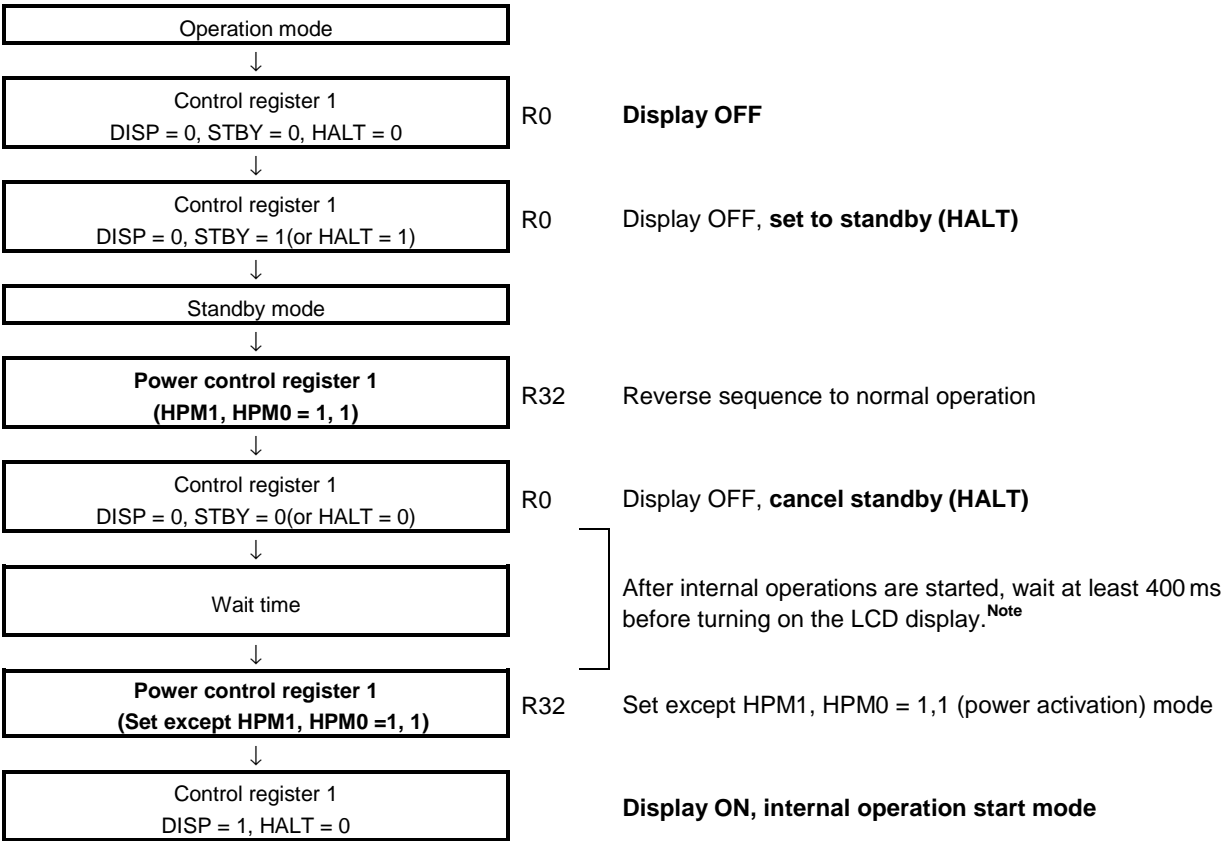 Operation mode
↓
Control register 1
DISP = 0, STBY = 0, HALT = 0
R0
Display OFF
↓
Control register 1
DISP = 0, STBY = 1(or HALT = 1)
R0
Display OFF, set to standby (HALT)
↓
Standby mode
↓
Power control register 1
(HPM1, HPM0 = 1, 1)
R32
Reverse sequence to normal operation
↓
Control register 1
DISP = 0, STBY = 0(or HALT = 0)
R0
Display OFF, cancel standby (HALT)
↓
Wait time
After internal operations are started, wait at least 400 ms
before turning on the LCD display.Note
↓
Power control register 1
(Set except HPM1, HPM0 =1, 1)
R32
Set except HPM1, HPM0 = 1,1 (power activation) mode
↓
Control register 1
DISP = 1, HALT = 0
Display ON, internal operation start mode